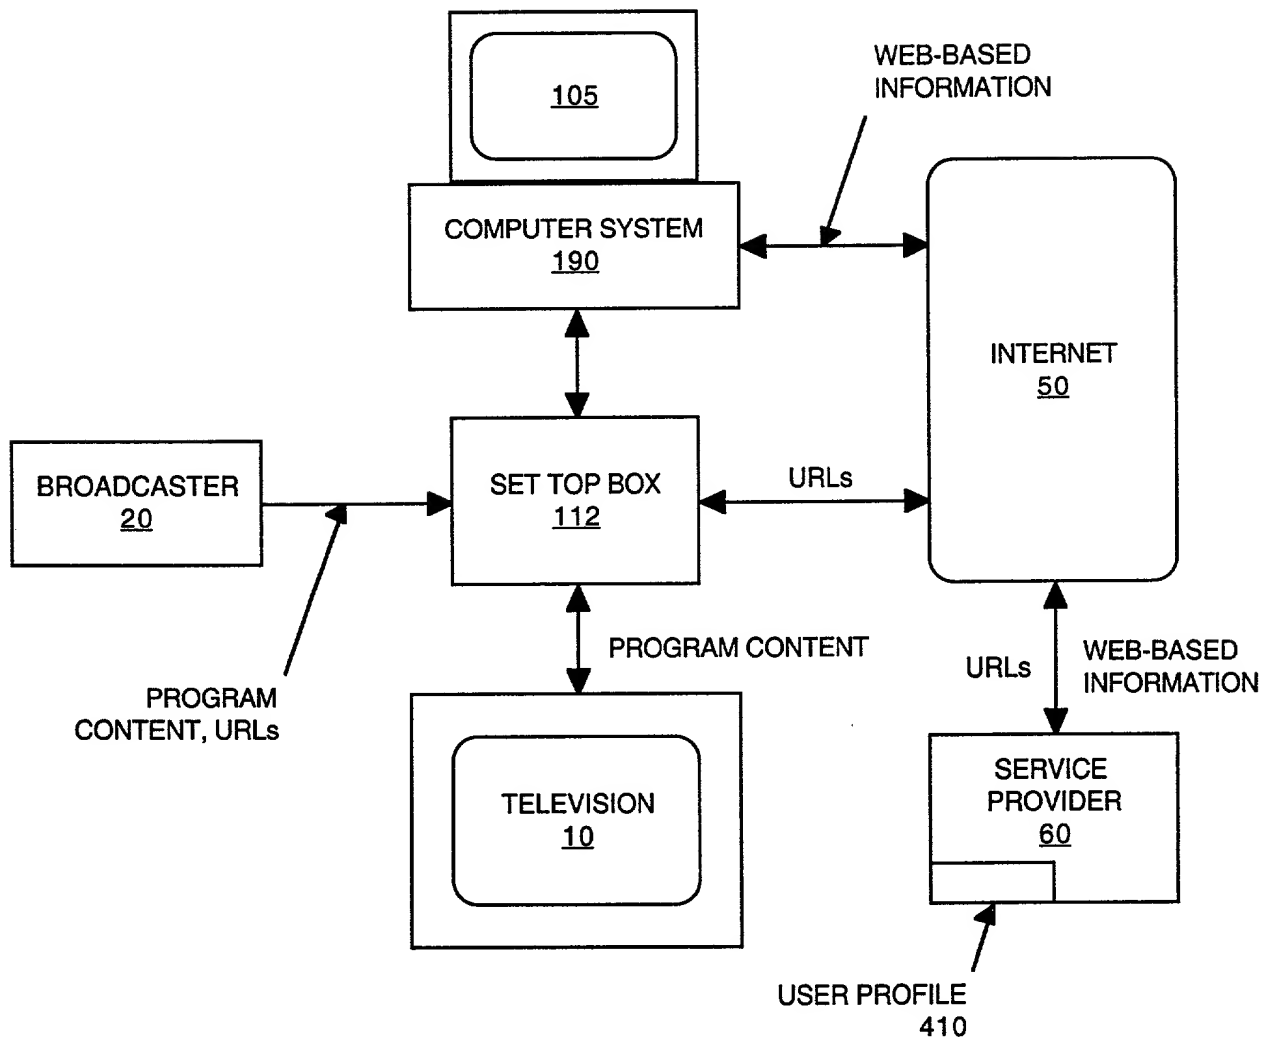 105
WEB-BASED
INFORMATION
COMPUTER SYSTEM
190
INTERNET
50
BROADCASTER
20
SET TOP BOX
112
URLs
PROGRAM
CONTENT, URLs
PROGRAM CONTENT
URLs
WEB-BASED
INFORMATION
TELEVISION
10
SERVICE
PROVIDER
60
USER PROFILE
410